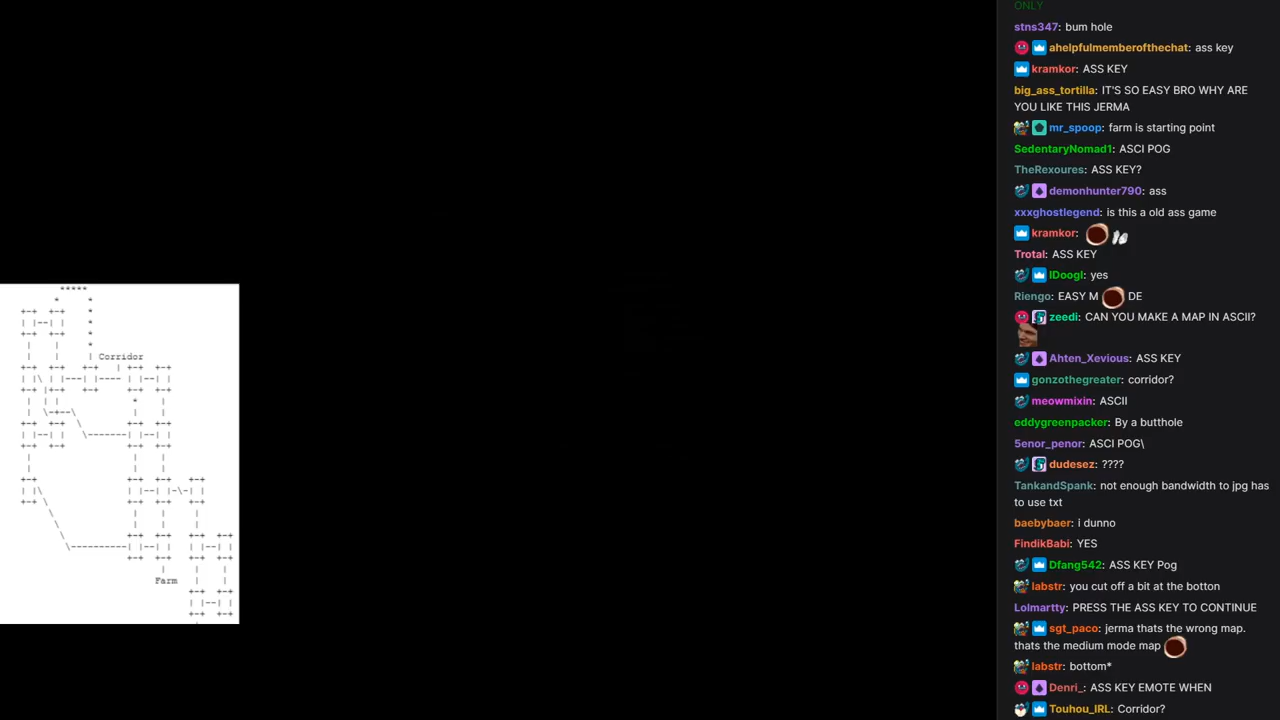 Corridor
Farm
ONLY
stns347: bum hole
ahelpfulmemberofthechat: ass key
kramkor: ASS KEY
big_ass_tortilla: IT'S SO EASY BRO WHY ARE
YOU LIKE THIS JERMA
mr_spoop: farm is starting point
SedentaryNomad1: ASCI POG
TheRexoures: ASS KEY?
demonhunter790: ass
xxxghostlegend: is this a old ass game
kramkor:
Trotal: ASS KEY
IDoogl: yes
Riengo: EASY M DE
zeedi: CAN YOU MAKE A MAP IN ASCII?
Ahten_Xevious: ASS KEY
gonzothegreater: corridor?
meowmixin: ASCII
eddygreenpacker: By a butthole
5enor_penor: ASCI POG\
dudesez: ????
TankandSpank: not enough bandwidth to jpg has
to use txt
baebybaer: i dunno
FindikBabi: YES
Dfang542: ASS KEY Pog
labstr: you cut off a bit at the botton
Lolmartty: PRESS THE ASS KEY TO CONTINUE
sgt_paco: jerma thats the wrong map.
thats the medium mode map
labstr: bottom*
Denri_: ASS KEY EMOTE WHEN
Touhou_IRL: Corridor?